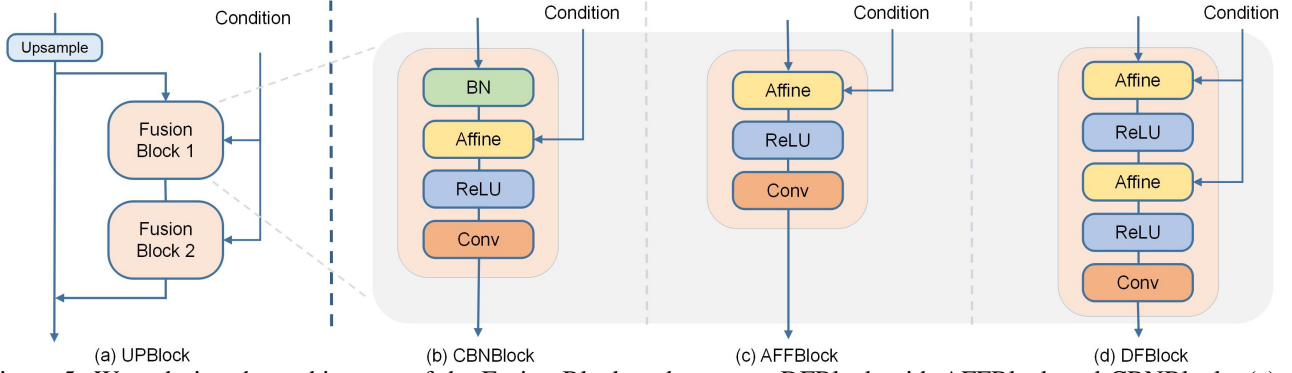 Condition
Upsample
Fusion
Block 1
Fusion
Block 2
(a) UPBlock
Condition
BN
Affine
ReLU
Conv
(b) CBNBlock
Condition
Affine
ReLU
Conv
(c) AFFBlock
Condition
Affine
ReLU
Affine
ReLU
Conv
(d) DFBlock